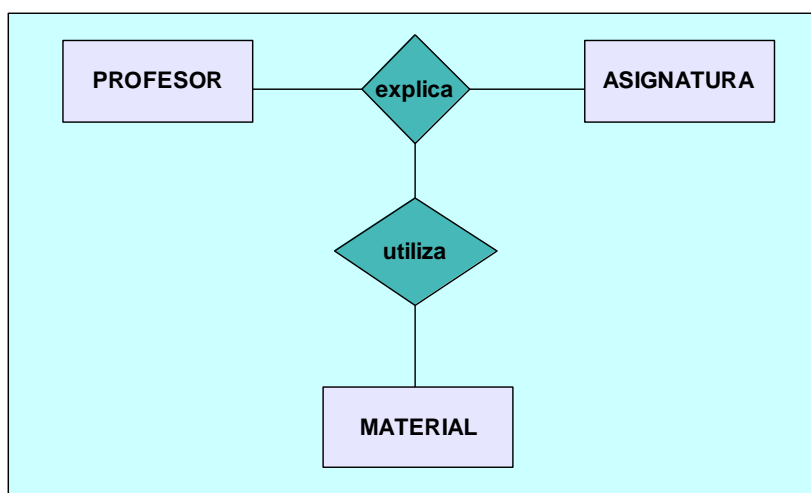 PROFESOR
explica
ASIGNATURA
utiliza
MATERIAL